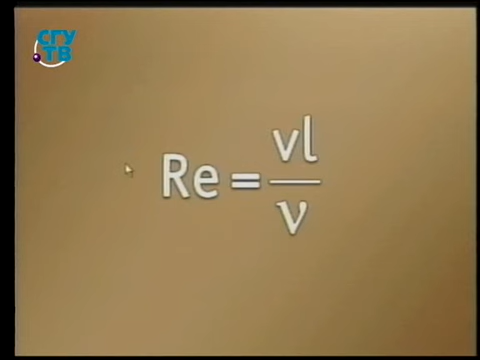 СГУ
ТВ
Re = vl/ν